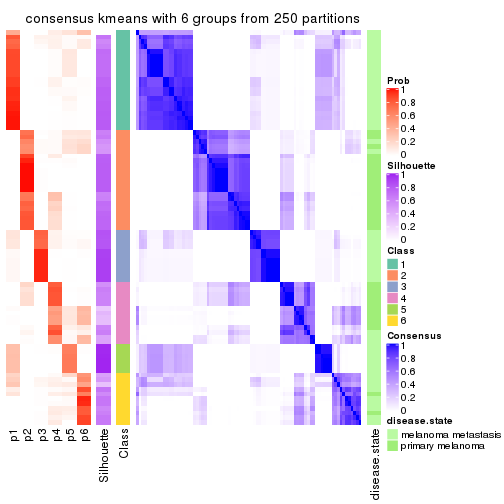 consensus kmeans with 6 groups from 250 partitions
Prob
1
0.8
0.6
0.4
0.2
0
Silhouette
1
0.8
0.6
0.4
0.2
0
Class
1
2
3
4
5
6
Consensus
1
0.8
0.6
0.4
0.2
0
disease.state
melanoma metastasis
primary melanoma
p1
p2
p3
p4
p5
p6
Silhouette
Class
disease.state